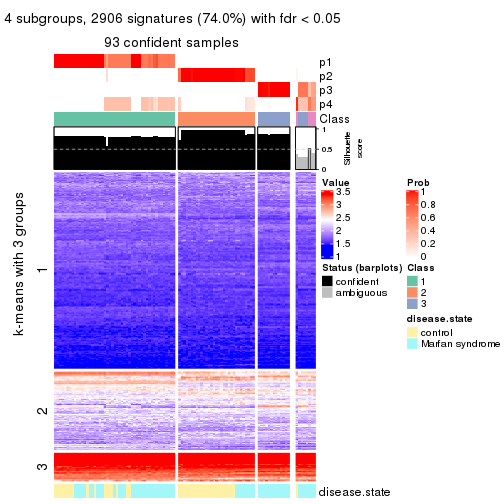 4 subgroups, 2906 signatures (74.0%) with fdr < 0.05
93 confident samples
p1
p2
p3
p4
Class
1
0.5
0
Silhouette
score
k-means with 3 groups
1
2
3
Value
3.5
3
2.5
2
1.5
1
Prob
1
0.8
0.6
0.4
0.2
0
Status (barplots)
confident
ambiguous
Class
1
2
3
disease.state
control
Marfan syndrome
disease.state